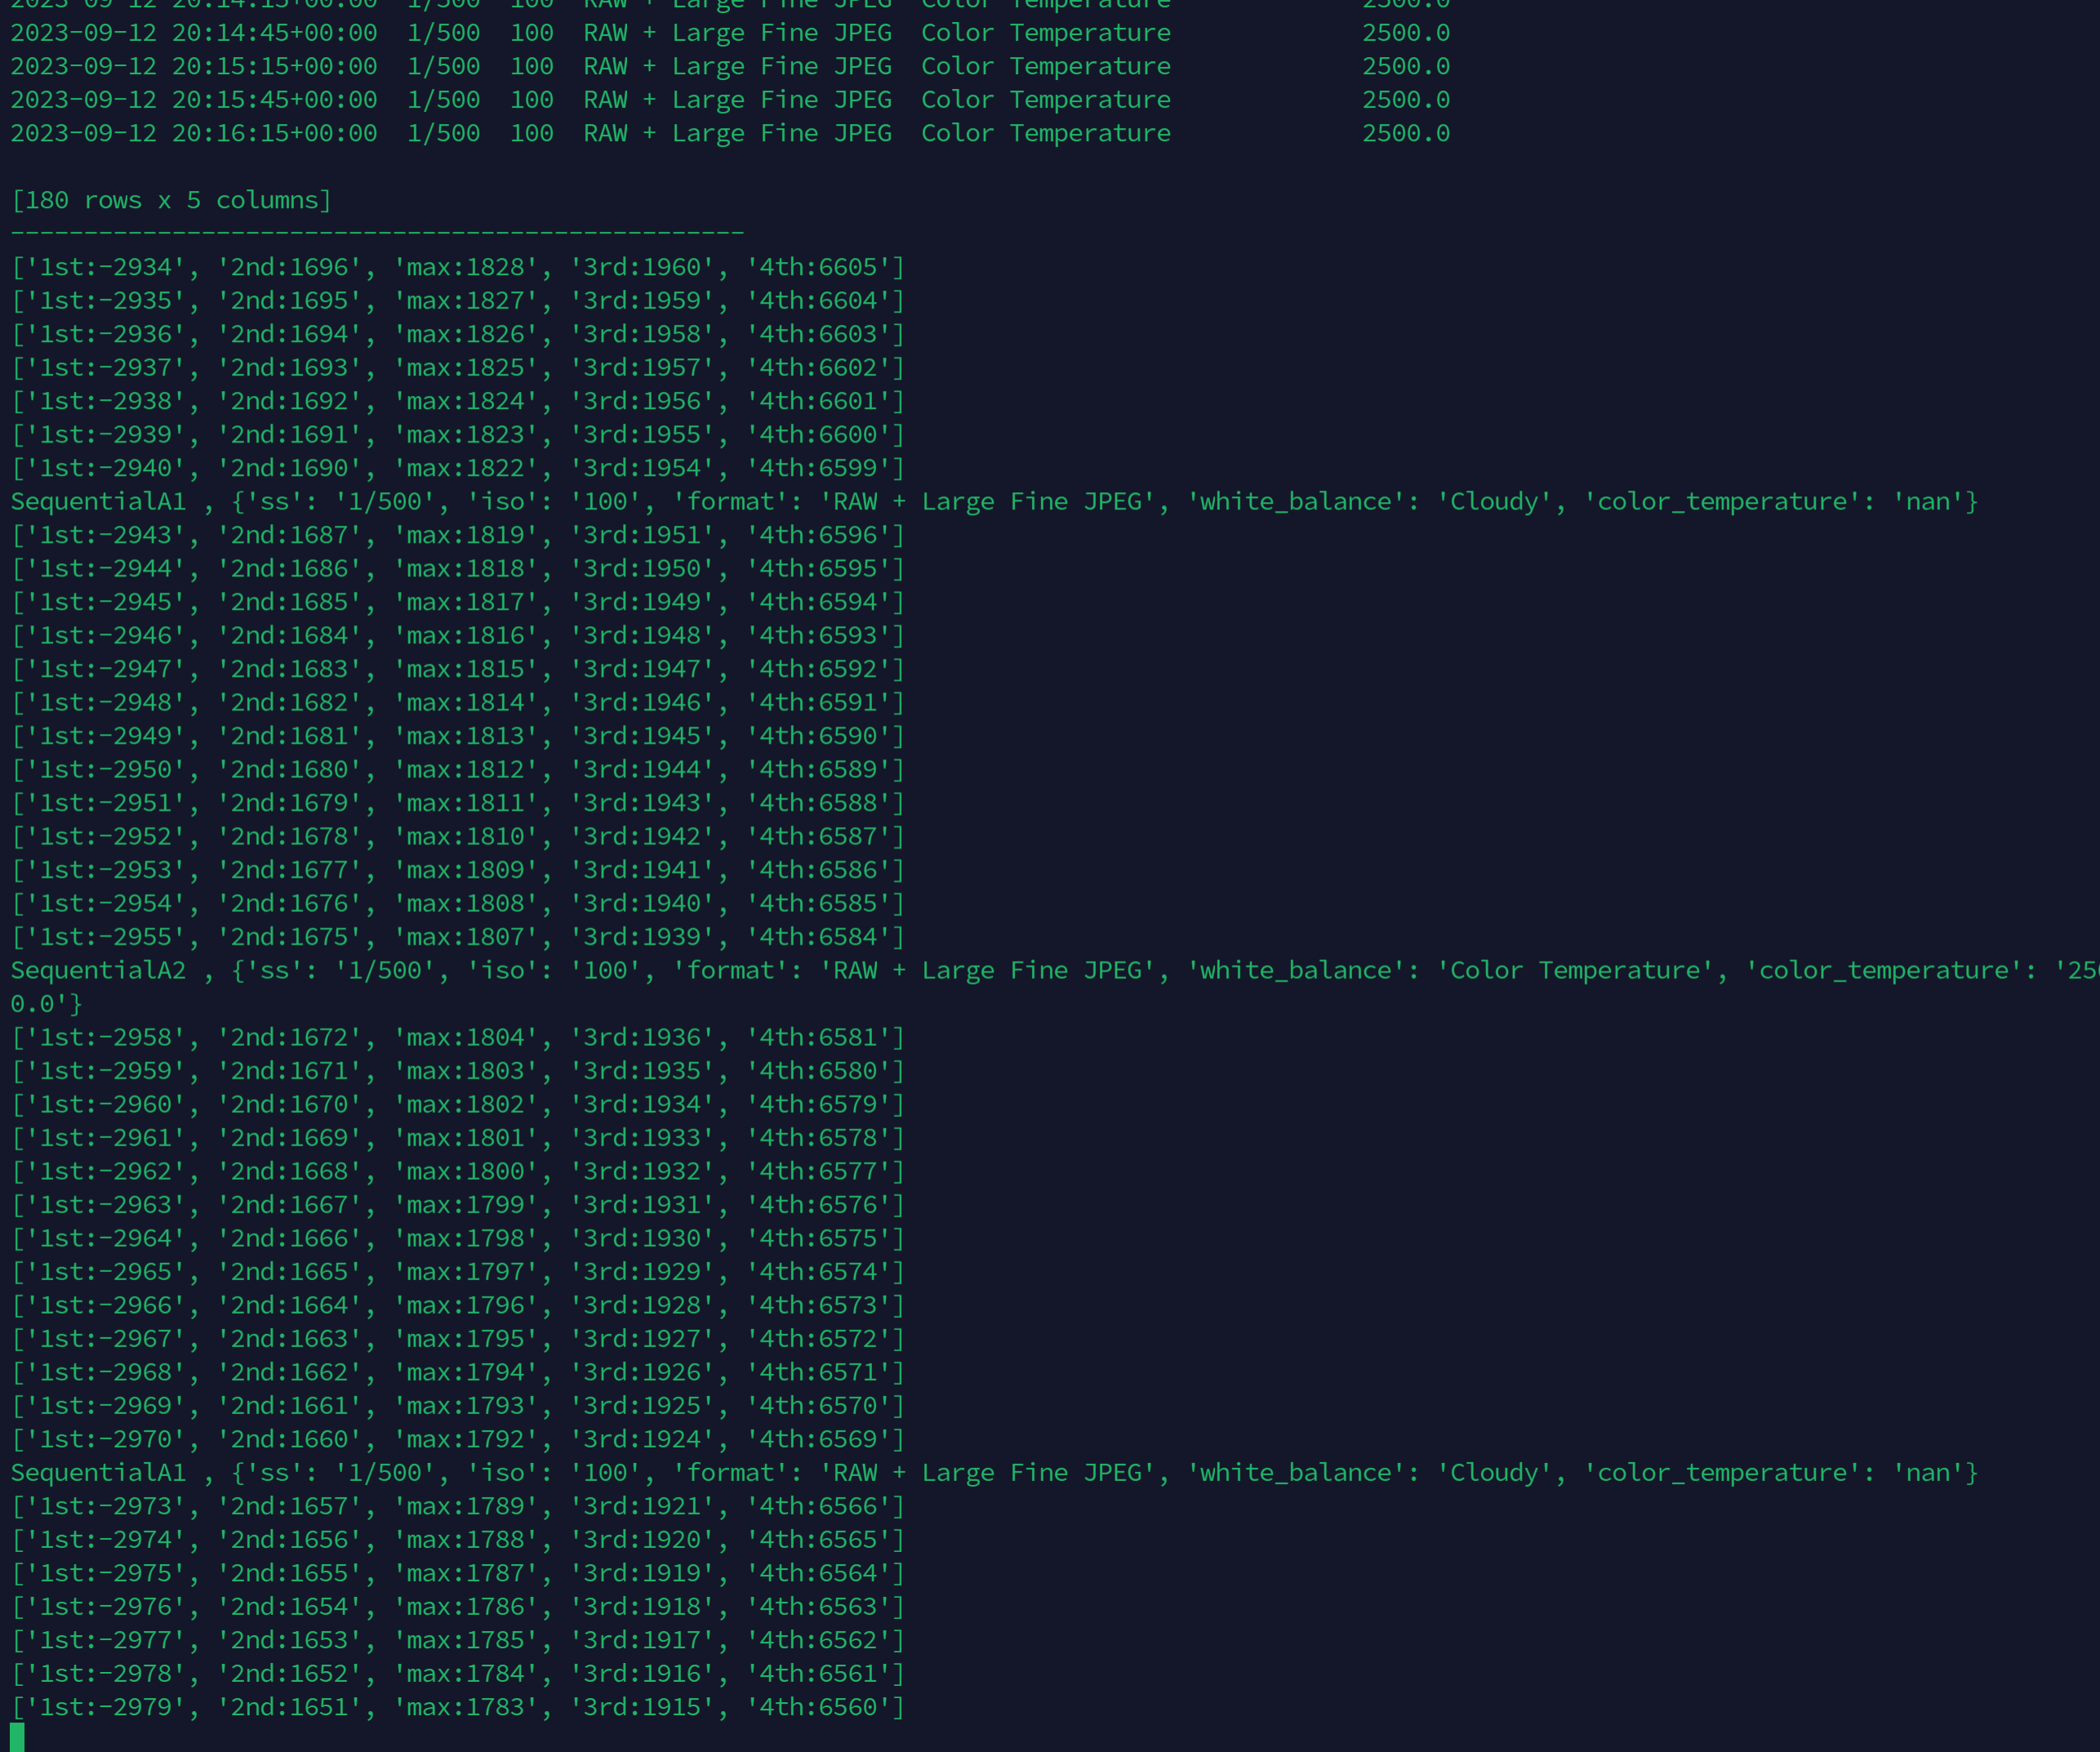 2023-09-12 20:14:15+00:00  1/500  100  RAW + Large Fine JPEG  Color Temperature             2500.0
2023-09-12 20:14:45+00:00  1/500  100  RAW + Large Fine JPEG  Color Temperature             2500.0
2023-09-12 20:15:15+00:00  1/500  100  RAW + Large Fine JPEG  Color Temperature             2500.0
2023-09-12 20:15:45+00:00  1/500  100  RAW + Large Fine JPEG  Color Temperature             2500.0
2023-09-12 20:16:15+00:00  1/500  100  RAW + Large Fine JPEG  Color Temperature             2500.0
[180 rows x 5 columns]
--------------------------------------------------
['1st:-2934', '2nd:1696', 'max:1828', '3rd:1960', '4th:6605']
['1st:-2935', '2nd:1695', 'max:1827', '3rd:1959', '4th:6604']
['1st:-2936', '2nd:1694', 'max:1826', '3rd:1958', '4th:6603']
['1st:-2937', '2nd:1693', 'max:1825', '3rd:1957', '4th:6602']
['1st:-2938', '2nd:1692', 'max:1824', '3rd:1956', '4th:6601']
['1st:-2939', '2nd:1691', 'max:1823', '3rd:1955', '4th:6600']
['1st:-2940', '2nd:1690', 'max:1822', '3rd:1954', '4th:6599']
SequentialA1 , {'ss': '1/500', 'iso': '100', 'format': 'RAW + Large Fine JPEG', 'white_balance': 'Cloudy', 'color_temperature': 'nan'}
['1st:-2943', '2nd:1687', 'max:1819', '3rd:1951', '4th:6596']
['1st:-2944', '2nd:1686', 'max:1818', '3rd:1950', '4th:6595']
['1st:-2945', '2nd:1685', 'max:1817', '3rd:1949', '4th:6594']
['1st:-2946', '2nd:1684', 'max:1816', '3rd:1948', '4th:6593']
['1st:-2947', '2nd:1683', 'max:1815', '3rd:1947', '4th:6592']
['1st:-2948', '2nd:1682', 'max:1814', '3rd:1946', '4th:6591']
['1st:-2949', '2nd:1681', 'max:1813', '3rd:1945', '4th:6590']
['1st:-2950', '2nd:1680', 'max:1812', '3rd:1944', '4th:6589']
['1st:-2951', '2nd:1679', 'max:1811', '3rd:1943', '4th:6588']
['1st:-2952', '2nd:1678', 'max:1810', '3rd:1942', '4th:6587']
['1st:-2953', '2nd:1677', 'max:1809', '3rd:1941', '4th:6586']
['1st:-2954', '2nd:1676', 'max:1808', '3rd:1940', '4th:6585']
['1st:-2955', '2nd:1675', 'max:1807', '3rd:1939', '4th:6584']
SequentialA2 , {'ss': '1/500', 'iso': '100', 'format': 'RAW + Large Fine JPEG', 'white_balance': 'Color Temperature', 'color_temperature': '250
0.0'}
['1st:-2958', '2nd:1672', 'max:1804', '3rd:1936', '4th:6581']
['1st:-2959', '2nd:1671', 'max:1803', '3rd:1935', '4th:6580']
['1st:-2960', '2nd:1670', 'max:1802', '3rd:1934', '4th:6579']
['1st:-2961', '2nd:1669', 'max:1801', '3rd:1933', '4th:6578']
['1st:-2962', '2nd:1668', 'max:1800', '3rd:1932', '4th:6577']
['1st:-2963', '2nd:1667', 'max:1799', '3rd:1931', '4th:6576']
['1st:-2964', '2nd:1666', 'max:1798', '3rd:1930', '4th:6575']
['1st:-2965', '2nd:1665', 'max:1797', '3rd:1929', '4th:6574']
['1st:-2966', '2nd:1664', 'max:1796', '3rd:1928', '4th:6573']
['1st:-2967', '2nd:1663', 'max:1795', '3rd:1927', '4th:6572']
['1st:-2968', '2nd:1662', 'max:1794', '3rd:1926', '4th:6571']
['1st:-2969', '2nd:1661', 'max:1793', '3rd:1925', '4th:6570']
['1st:-2970', '2nd:1660', 'max:1792', '3rd:1924', '4th:6569']
SequentialA1 , {'ss': '1/500', 'iso': '100', 'format': 'RAW + Large Fine JPEG', 'white_balance': 'Cloudy', 'color_temperature': 'nan'}
['1st:-2973', '2nd:1657', 'max:1789', '3rd:1921', '4th:6566']
['1st:-2974', '2nd:1656', 'max:1788', '3rd:1920', '4th:6565']
['1st:-2975', '2nd:1655', 'max:1787', '3rd:1919', '4th:6564']
['1st:-2976', '2nd:1654', 'max:1786', '3rd:1918', '4th:6563']
['1st:-2977', '2nd:1653', 'max:1785', '3rd:1917', '4th:6562']
['1st:-2978', '2nd:1652', 'max:1784', '3rd:1916', '4th:6561']
['1st:-2979', '2nd:1651', 'max:1783', '3rd:1915', '4th:6560']